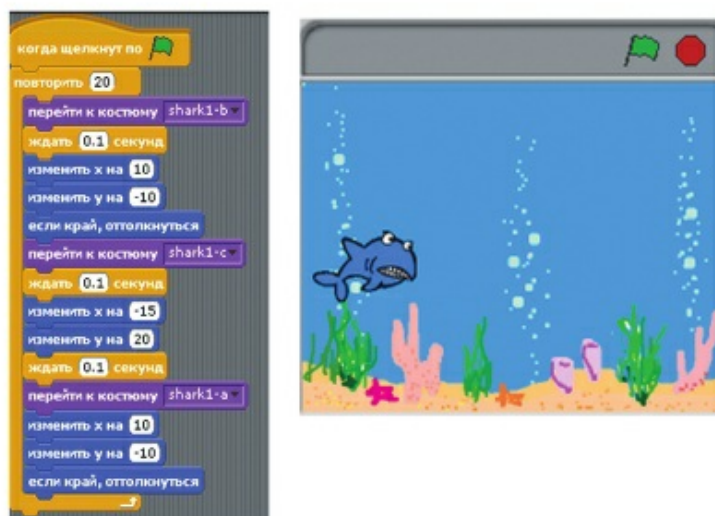 когда щелкнут по
повторить 20
перейти к костюму shark1-b
ждать 0.1 секунд
изменить x на 10
изменить y на -10
если край, оттолкнуться
перейти к костюму shark1-c
ждать 0.1 секунд
изменить x на -15
изменить y на 20
ждать 0.1 секунд
перейти к костюму shark1-a
изменить x на 10
изменить y на -10
если край, оттолкнуться